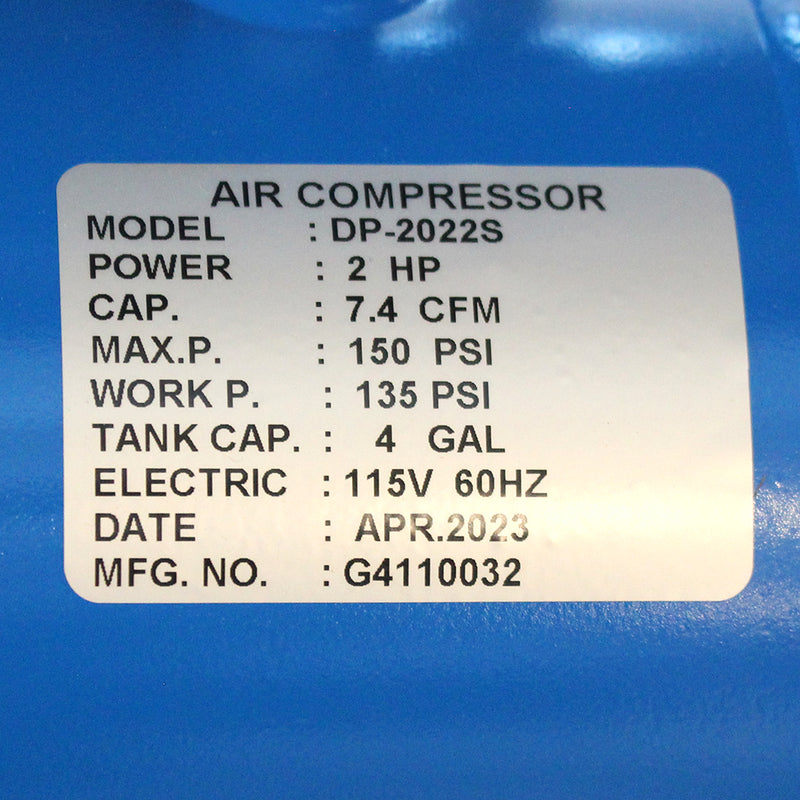 AIR COMPRESSOR
MODEL : DP-2022S
POWER : 2 HP
CAP. : 7.4 CFM
MAX.P. : 150 PSI
WORK P. : 135 PSI
TANK CAP. : 4 GAL
ELECTRIC : 115V 60HZ
DATE : APR.2023
MFG. NO. : G4110032